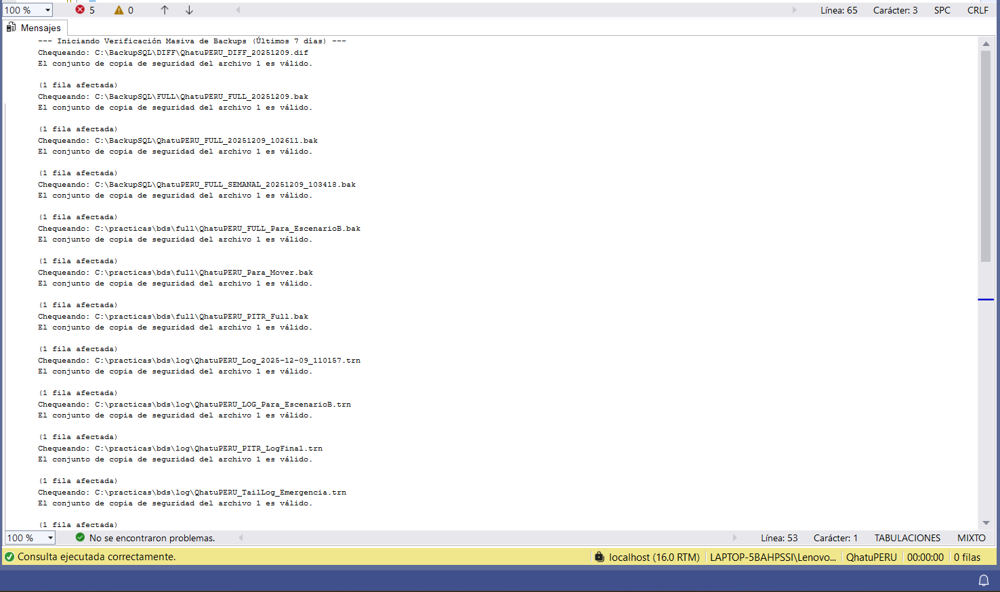 100 % 5 0 Línea: 65 Carácter: 3 SPC CRLF
Mensajes
--- Iniciando Verificación Masiva de Backups (Últimos 7 días) ---
Chequeando: C:\BackupSQL\DIFF\QhatuPERU_DIFF_20251209.dif
El conjunto de copia de seguridad del archivo 1 es válido.
(1 fila afectada)
Chequeando: C:\BackupSQL\FULL\QhatuPERU_FULL_20251209.bak
El conjunto de copia de seguridad del archivo 1 es válido.
(1 fila afectada)
Chequeando: C:\BackupSQL\QhatuPERU_FULL_20251209_102611.bak
El conjunto de copia de seguridad del archivo 1 es válido.
(1 fila afectada)
Chequeando: C:\BackupSQL\QhatuPERU_FULL_SEMANAL_20251209_103418.bak
El conjunto de copia de seguridad del archivo 1 es válido.
(1 fila afectada)
Chequeando: C:\practicas\bds\full\QhatuPERU_FULL_Para_EscenarioB.bak
El conjunto de copia de seguridad del archivo 1 es válido.
(1 fila afectada)
Chequeando: C:\practicas\bds\full\QhatuPERU_Para_Mover.bak
El conjunto de copia de seguridad del archivo 1 es válido.
(1 fila afectada)
Chequeando: C:\practicas\bds\full\QhatuPERU_PITR_Full.bak
El conjunto de copia de seguridad del archivo 1 es válido.
(1 fila afectada)
Chequeando: C:\practicas\bds\log\QhatuPERU_Log_2025-12-09_110157.trn
El conjunto de copia de seguridad del archivo 1 es válido.
(1 fila afectada)
Chequeando: C:\practicas\bds\log\QhatuPERU_LOG_Para_EscenarioB.trn
El conjunto de copia de seguridad del archivo 1 es válido.
(1 fila afectada)
Chequeando: C:\practicas\bds\log\QhatuPERU_PITR_LogFinal.trn
El conjunto de copia de seguridad del archivo 1 es válido.
(1 fila afectada)
Chequeando: C:\practicas\bds\log\QhatuPERU_TailLog_Emergencia.trn
El conjunto de copia de seguridad del archivo 1 es válido.
(1 fila afectada)
100 % No se encontraron problemas. Línea: 53 Carácter: 1 TABULACIONES MIXTO
Consulta ejecutada correctamente. localhost (16.0 RTM) LAPTOP-5BAHPSSI\Lenovo... QhatuPERU 00:00:00 0 filas